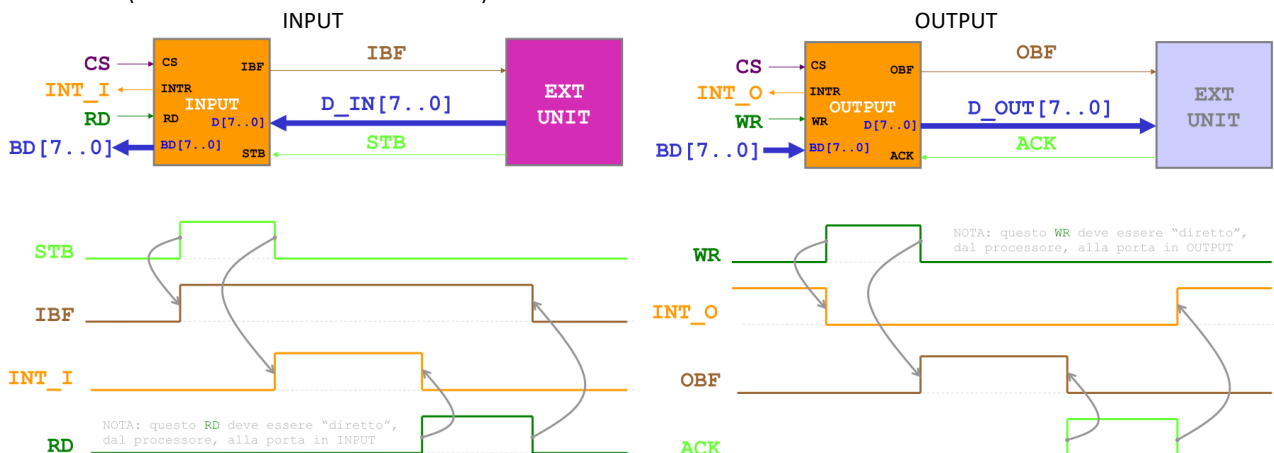 INPUT
CS
INT_I
RD
BD[7..0]
CS
INTR
INPUT
RD
D[7..0]
BD[7..0]
IBF
STB
IBF
D_IN[7..0]
STB
EXT
UNIT
STB
IBF
INT_I
RD
NOTA: questo RD deve essere “diretto”,
dal processore, alla porta in INPUT
OUTPUT
CS
INT_O
WR
BD[7..0]
CS
INTR
OUTPUT
WR
D[7..0]
BD[7..0]
OBF
ACK
OBF
D_OUT[7..0]
ACK
EXT
UNIT
WR
NOTA: questo WR deve essere “diretto”,
dal processore, alla porta in OUTPUT
INT_O
OBF
ACK